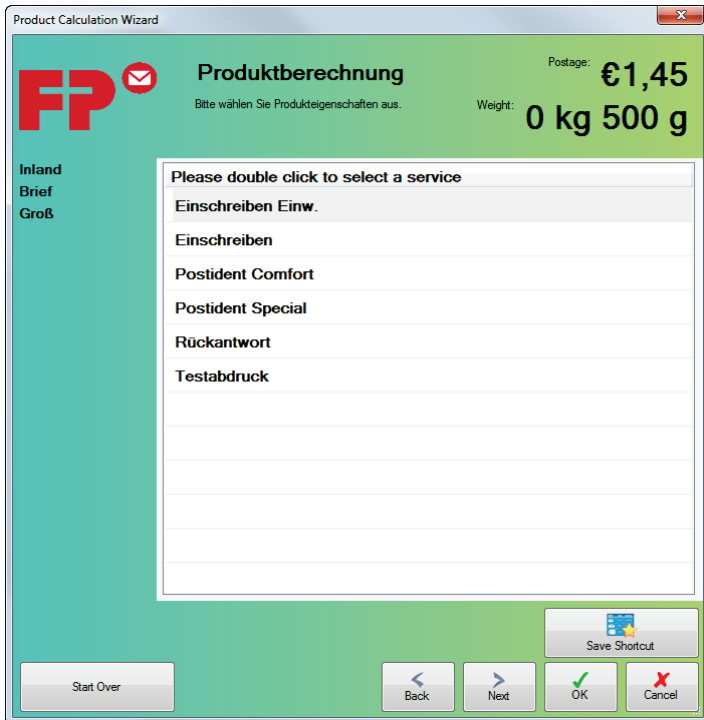 Product Calculation Wizard
FP
Produktberechnung
Bitte wählen Sie Produkteigenschaften aus.
Postage: €1,45
Weight: 0 kg 500 g
Inland
Brief
Groß
Please double click to select a service
Einschreiben Einw.
Einschreiben
Postident Comfort
Postident Special
Rückantwort
Testabdruck
Save Shortcut
Start Over
Back
Next
OK
Cancel